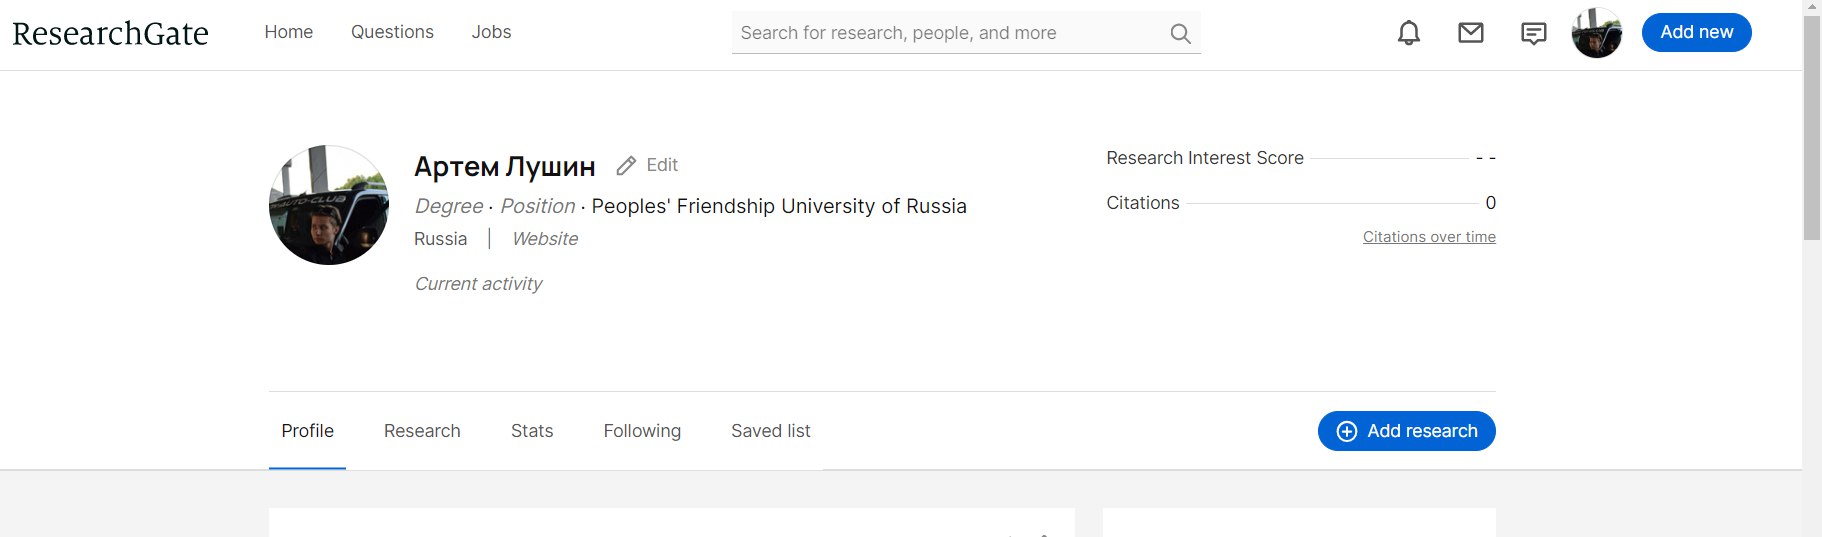 ResearchGate Home Questions Jobs Search for research, people, and more Add new
Артем Лушин Edit
Degree · Position · Peoples' Friendship University of Russia
Russia | Website
Current activity
Research Interest Score - -
Citations 0
Citations over time
Profile Research Stats Following Saved list Add research
AUTO-CLUB